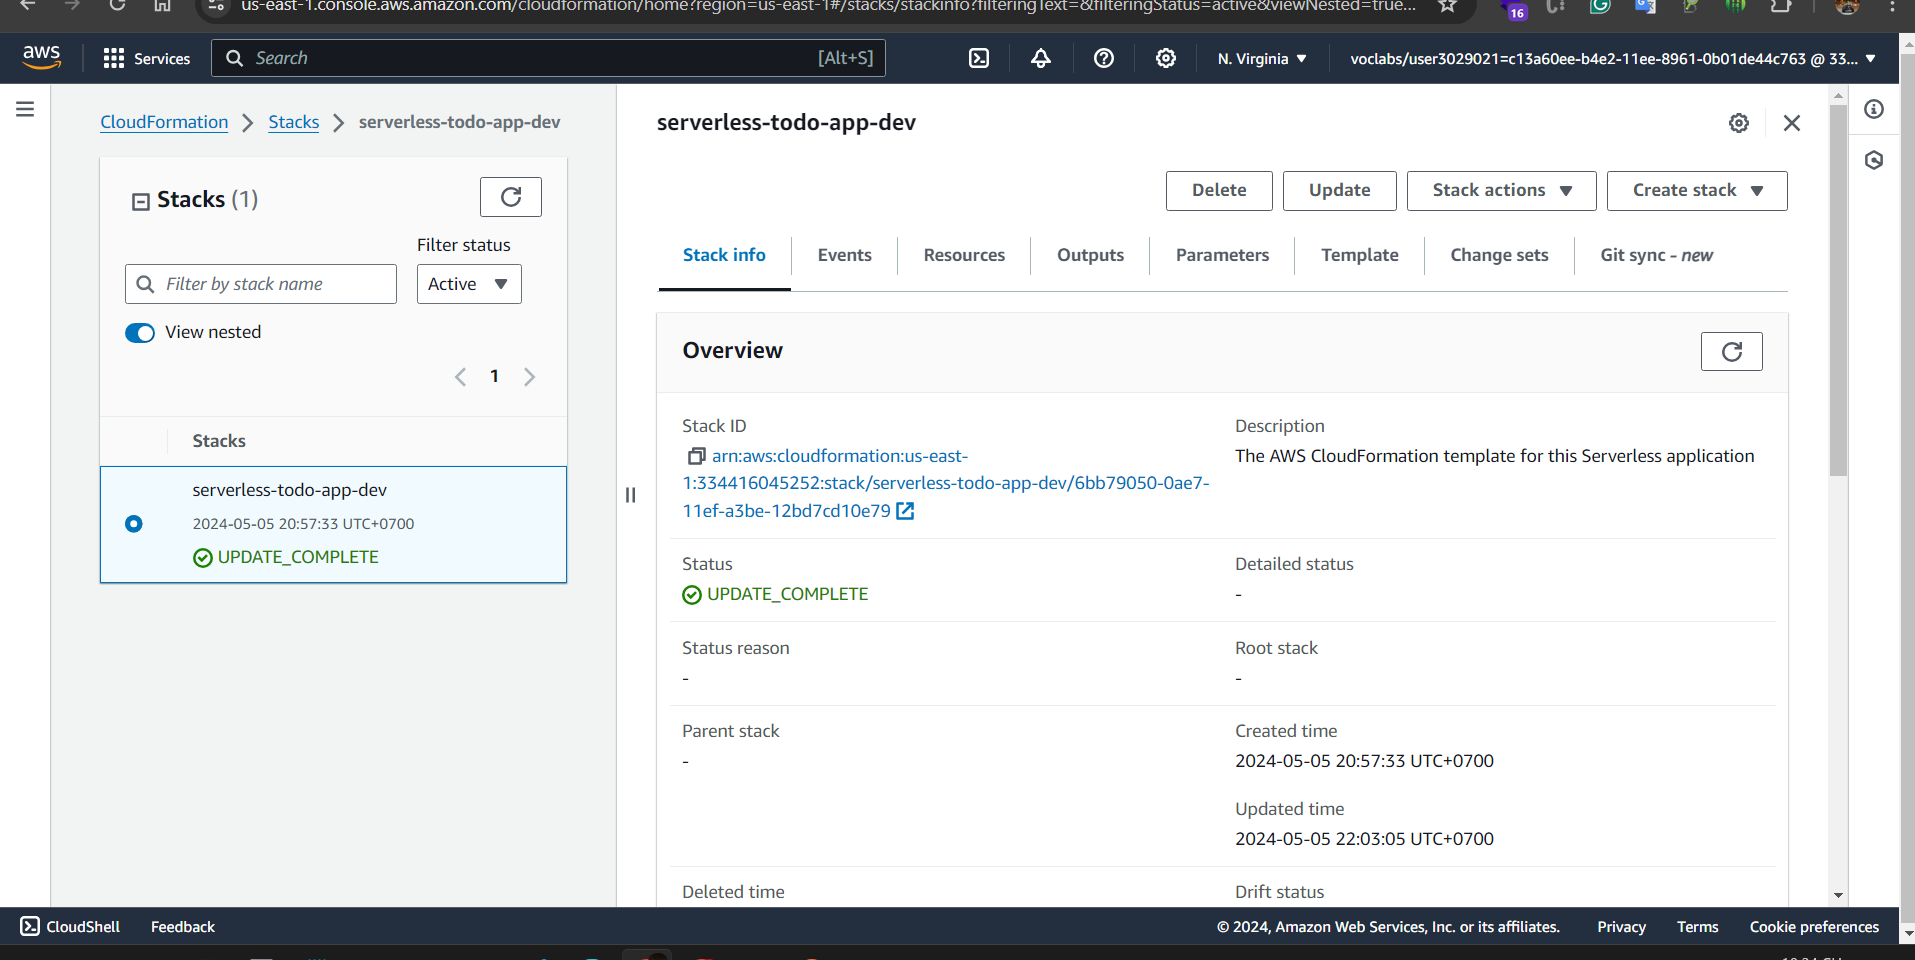 us-east-1.console.aws.amazon.com/cloudformation/home?region=us-east-1#/stacks/stackinfo?filteringText=&filteringStatus=active&viewNested=true...
16
aws
Services
Search
[Alt+S]
N. Virginia
voclabs/user3029021=c13a60ee-b4e2-11ee-8961-0b01de44c763 @ 33...
CloudFormation
Stacks
serverless-todo-app-dev
Stacks (1)
Filter status
Filter by stack name
Active
View nested
1
Stacks
serverless-todo-app-dev
2024-05-05 20:57:33 UTC+0700
UPDATE_COMPLETE
serverless-todo-app-dev
Delete
Update
Stack actions
Create stack
Stack info
Events
Resources
Outputs
Parameters
Template
Change sets
Git sync - new
Overview
Stack ID
arn:aws:cloudformation:us-east-
1:334416045252:stack/serverless-todo-app-dev/6bb79050-0ae7-
11ef-a3be-12bd7cd10e79
Description
The AWS CloudFormation template for this Serverless application
Status
UPDATE_COMPLETE
Detailed status
-
Status reason
-
Root stack
-
Parent stack
-
Created time
2024-05-05 20:57:33 UTC+0700
Updated time
2024-05-05 22:03:05 UTC+0700
Deleted time
Drift status
CloudShell
Feedback
© 2024, Amazon Web Services, Inc. or its affiliates.
Privacy
Terms
Cookie preferences